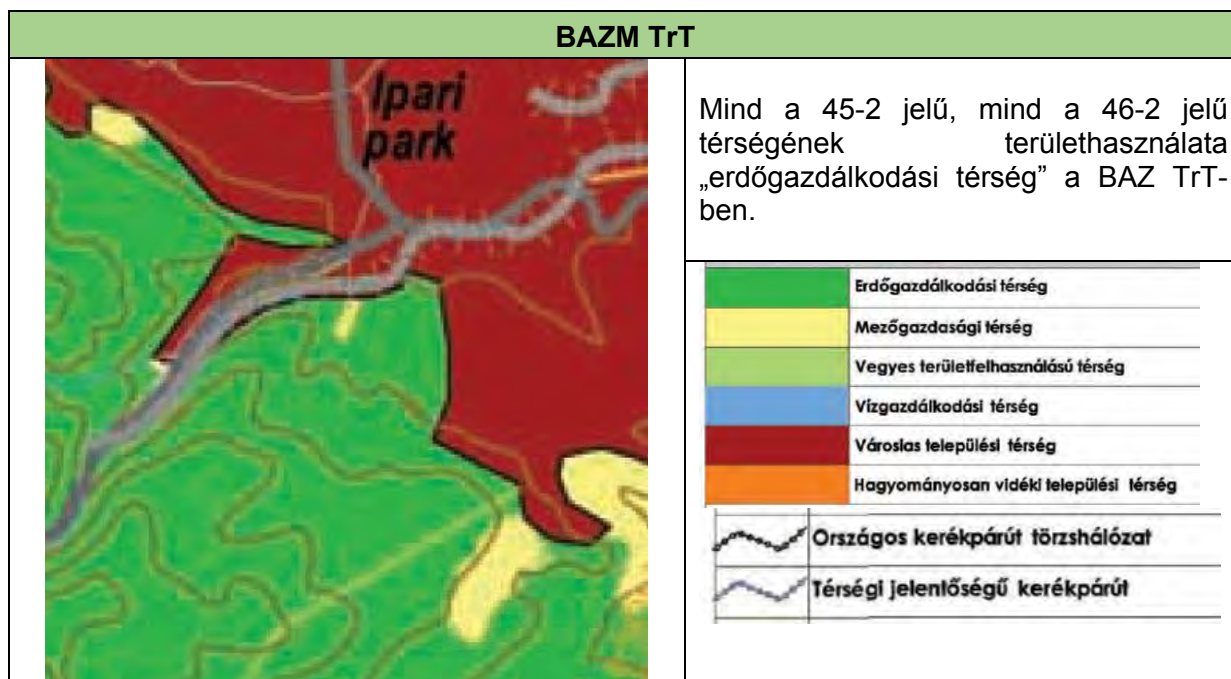 BAZM TrT
Ipari
park
Mind a 45-2 jelű, mind a 46-2 jelű
térségének területhasználata
„erdőgazdálkodási térség” a BAZ TrT-
ben.
Erdőgazdálkodási térség
Mezőgazdasági térség
Vegyes területfelhasználású térség
Vízgazdálkodási térség
Városias települési térség
Hagyományosan vidéki települési térség
Országos kerékpárút törzshálózat
Térségi jelentőségű kerékpárút